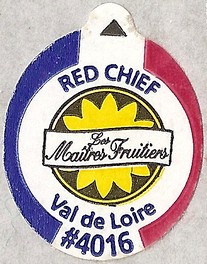 RED CHIEF
Les
Maîtres Fruitiers
Val de Loire
#4016